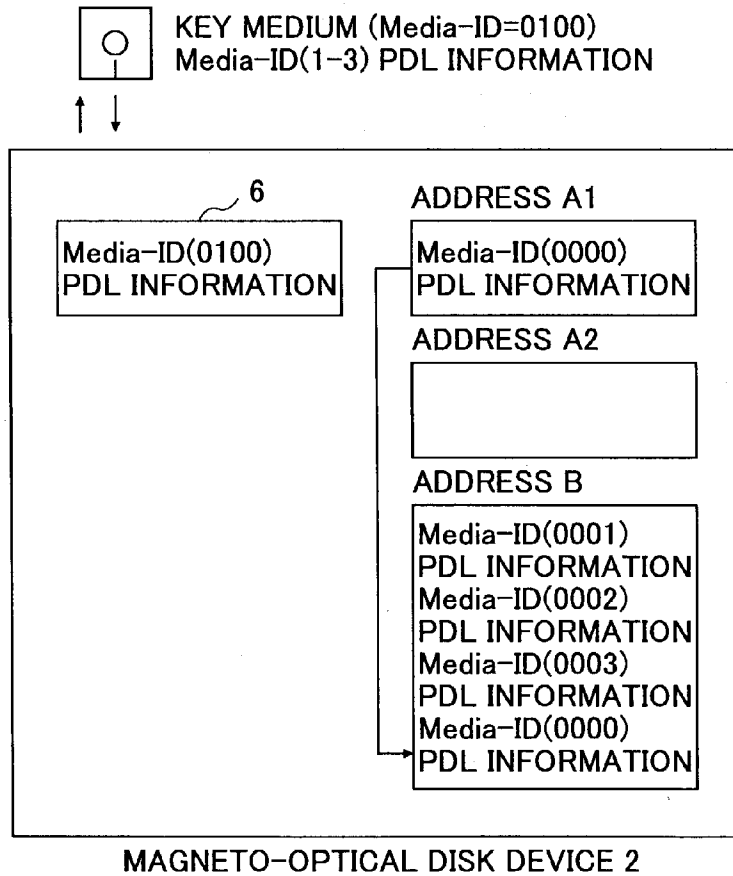 KEY MEDIUM (Media-ID=0100)
Media-ID(1-3) PDL INFORMATION
6
Media-ID(0100)
PDL INFORMATION
ADDRESS A1
Media-ID(0000)
PDL INFORMATION
ADDRESS A2
ADDRESS B
Media-ID(0001)
PDL INFORMATION
Media-ID(0002)
PDL INFORMATION
Media-ID(0003)
PDL INFORMATION
Media-ID(0000)
PDL INFORMATION
MAGNETO-OPTICAL DISK DEVICE 2